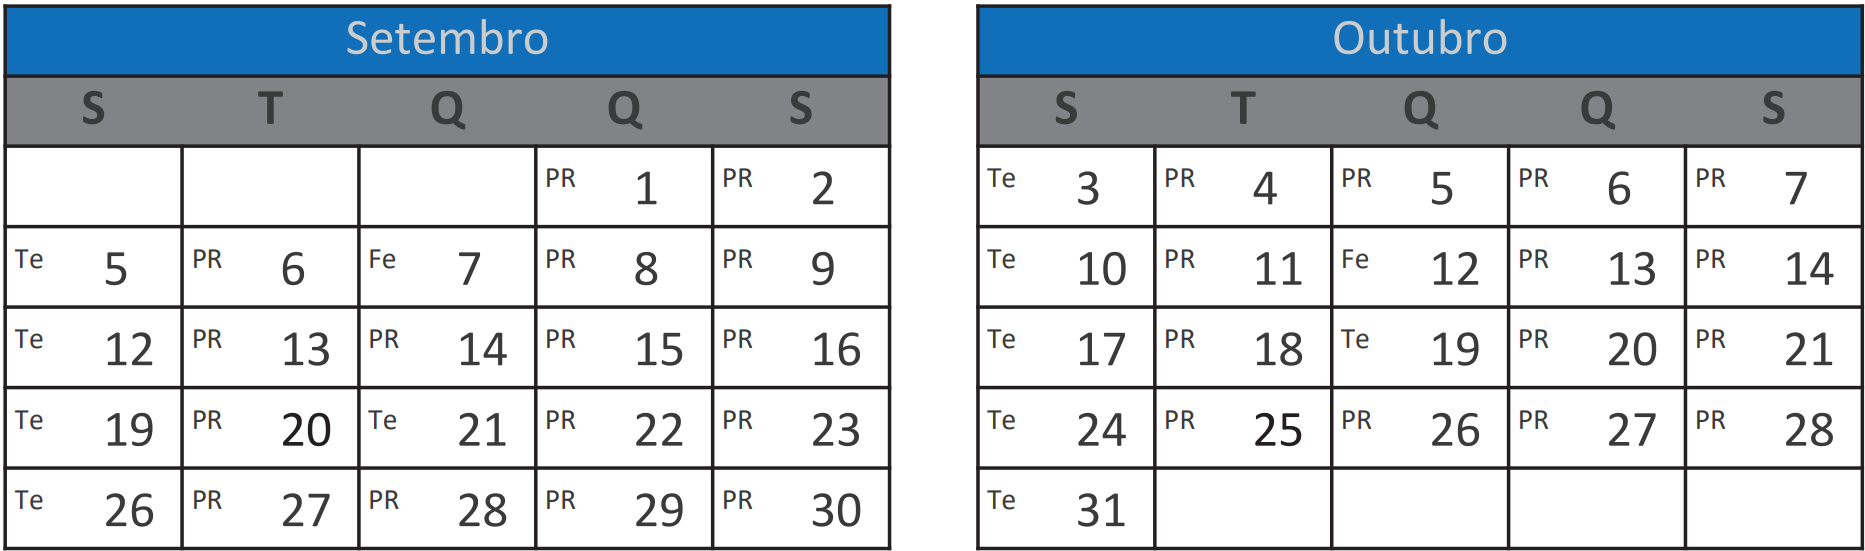 Setembro
S T Q Q S
PR 1 PR 2
Te 5 PR 6 Fe 7 PR 8 PR 9
Te 12 PR 13 PR 14 PR 15 PR 16
Te 19 PR 20 Te 21 PR 22 PR 23
Te 26 PR 27 PR 28 PR 29 PR 30
Outubro
S T Q Q S
Te 3 PR 4 PR 5 PR 6 PR 7
Te 10 PR 11 Fe 12 PR 13 PR 14
Te 17 PR 18 Te 19 PR 20 PR 21
Te 24 PR 25 PR 26 PR 27 PR 28
Te 31